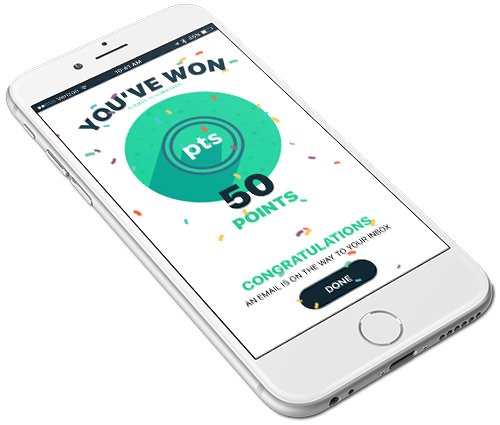 Verizon 10:41 AM
YOU'VE WON
pts
50
POINTS
CONGRATULATIONS
AN EMAIL IS ON THE WAY TO YOUR INBOX
DONE